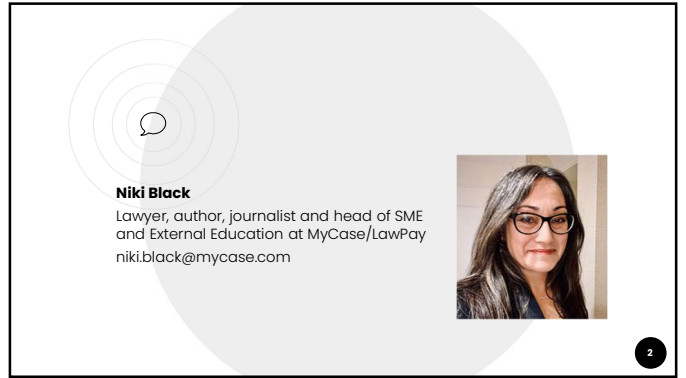 Niki Black
Lawyer, author, journalist and head of SME
and External Education at MyCase/LawPay
niki.black@mycase.com
2